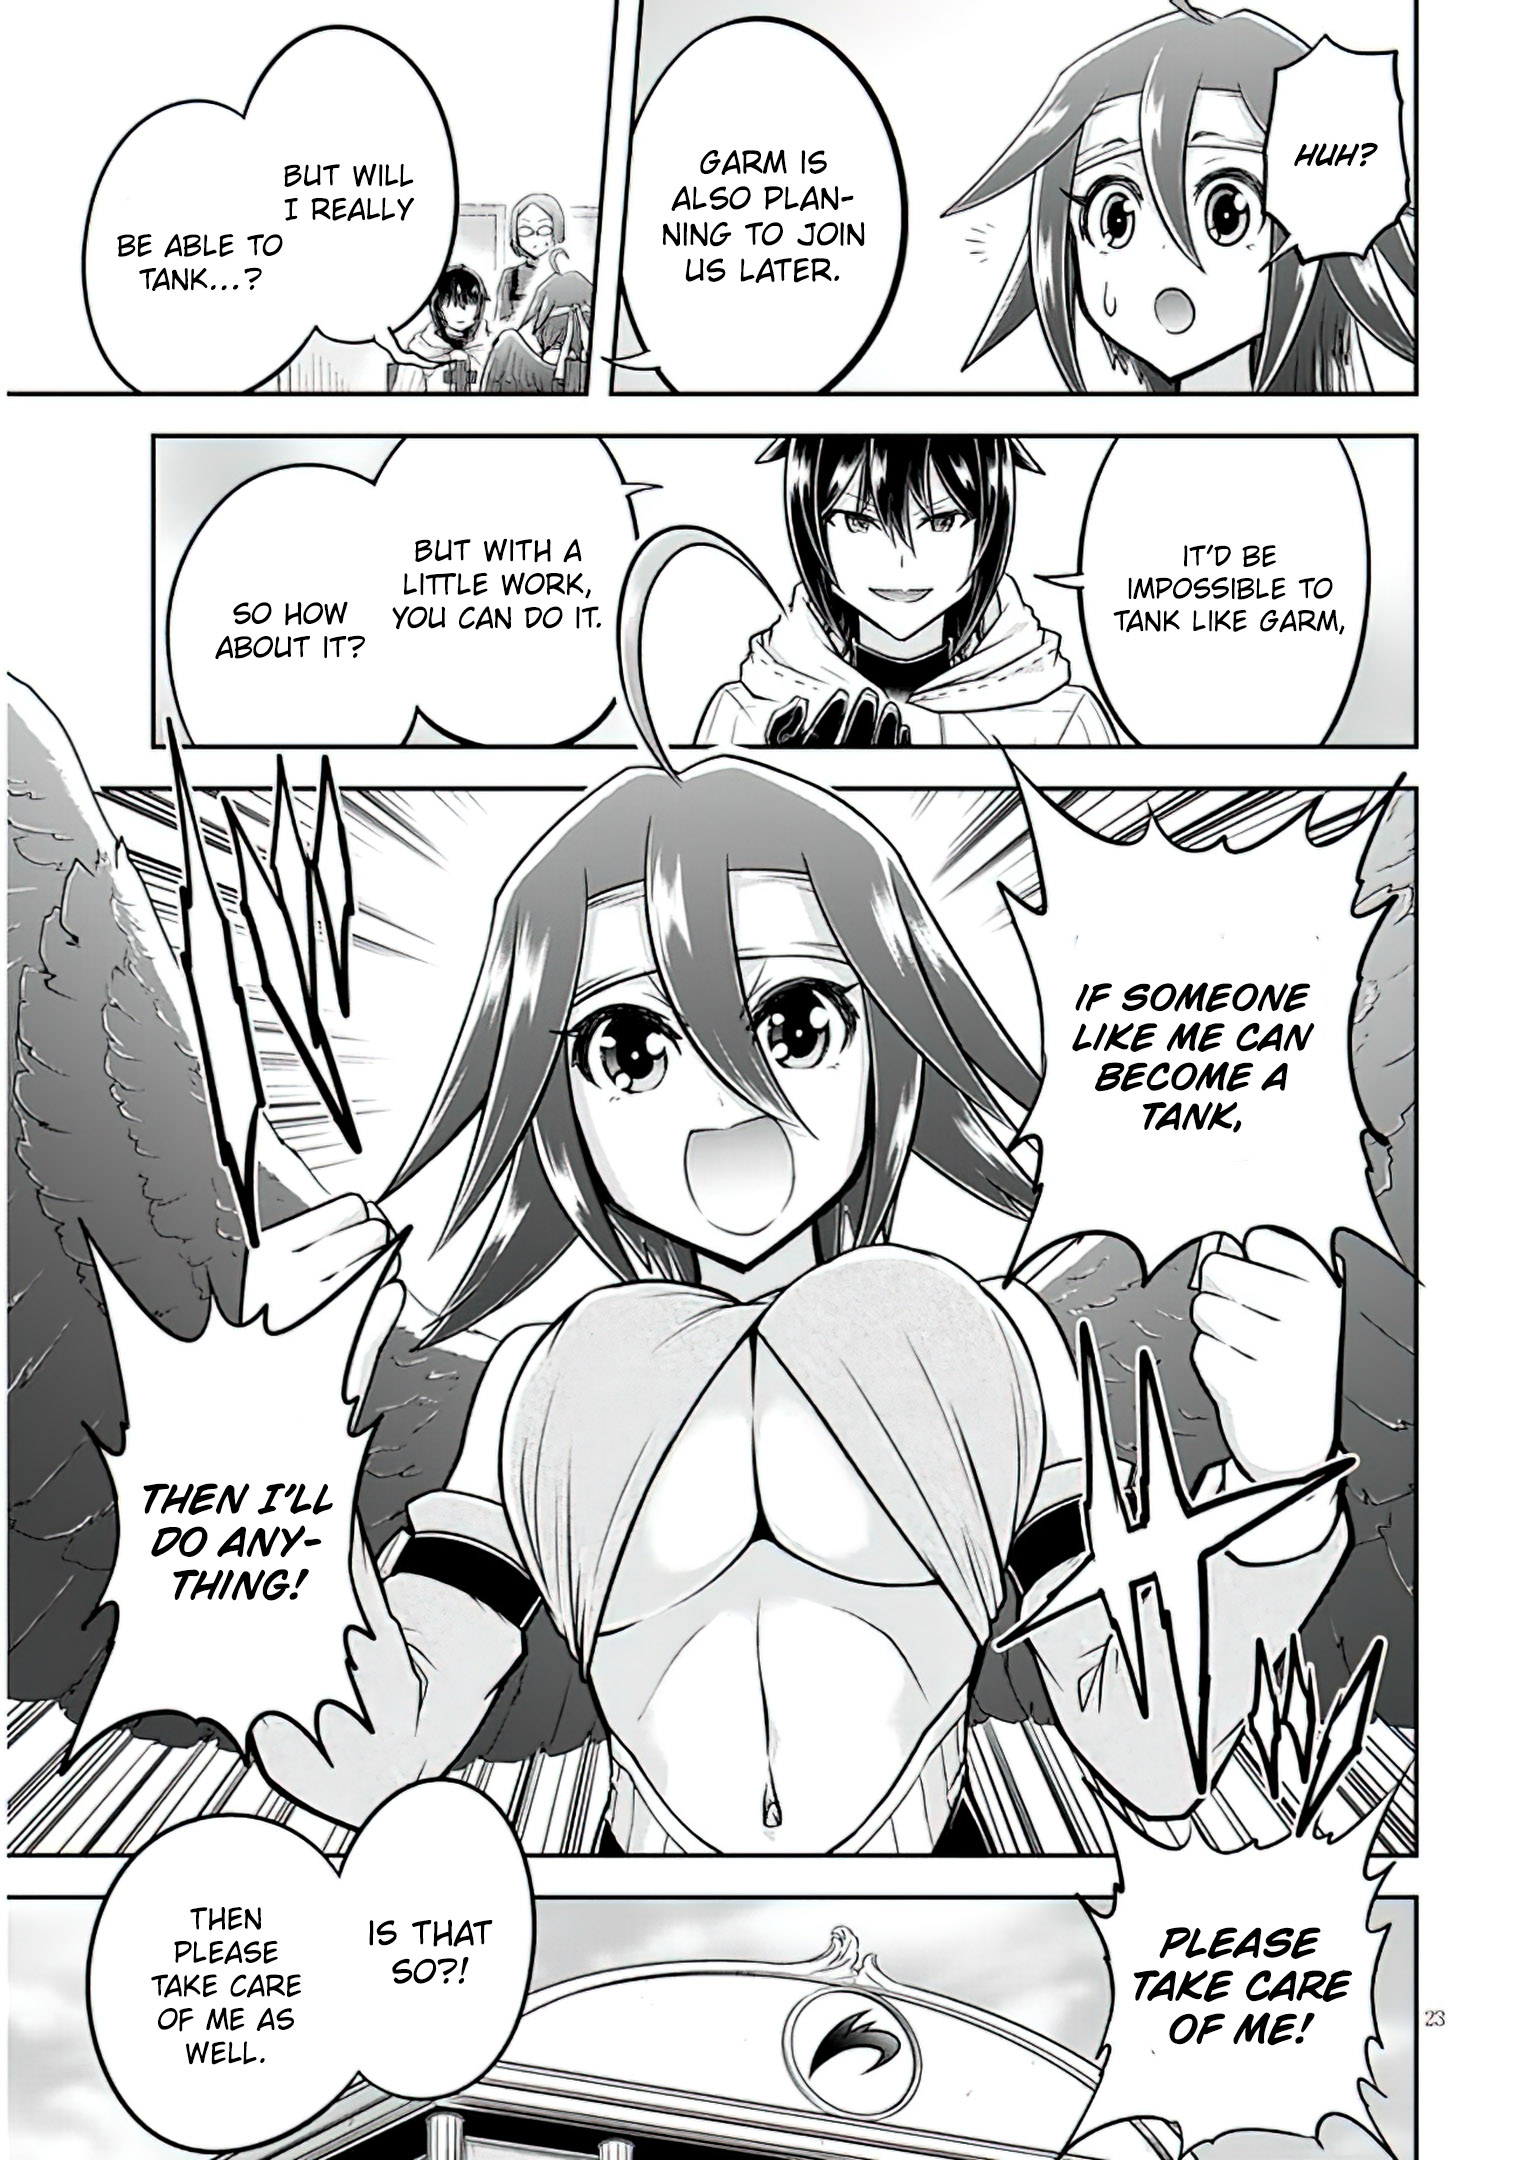 HUH?
GARM IS
ALSO PLAN-
NING TO JOIN
US LATER.
BUT WILL
I REALLY
BE ABLE TO
TANK...?
IT'D BE
IMPOSSIBLE TO
TANK LIKE GARM,
BUT WITH A
LITTLE WORK,
YOU CAN DO IT.
SO HOW
ABOUT IT?
IF SOMEONE
LIKE ME CAN
BECOME A
TANK,
THEN I'LL
DO ANY-
THING!
PLEASE
TAKE CARE
OF ME!
IS THAT
SO?!
THEN
PLEASE
TAKE CARE
OF ME AS
WELL.
23